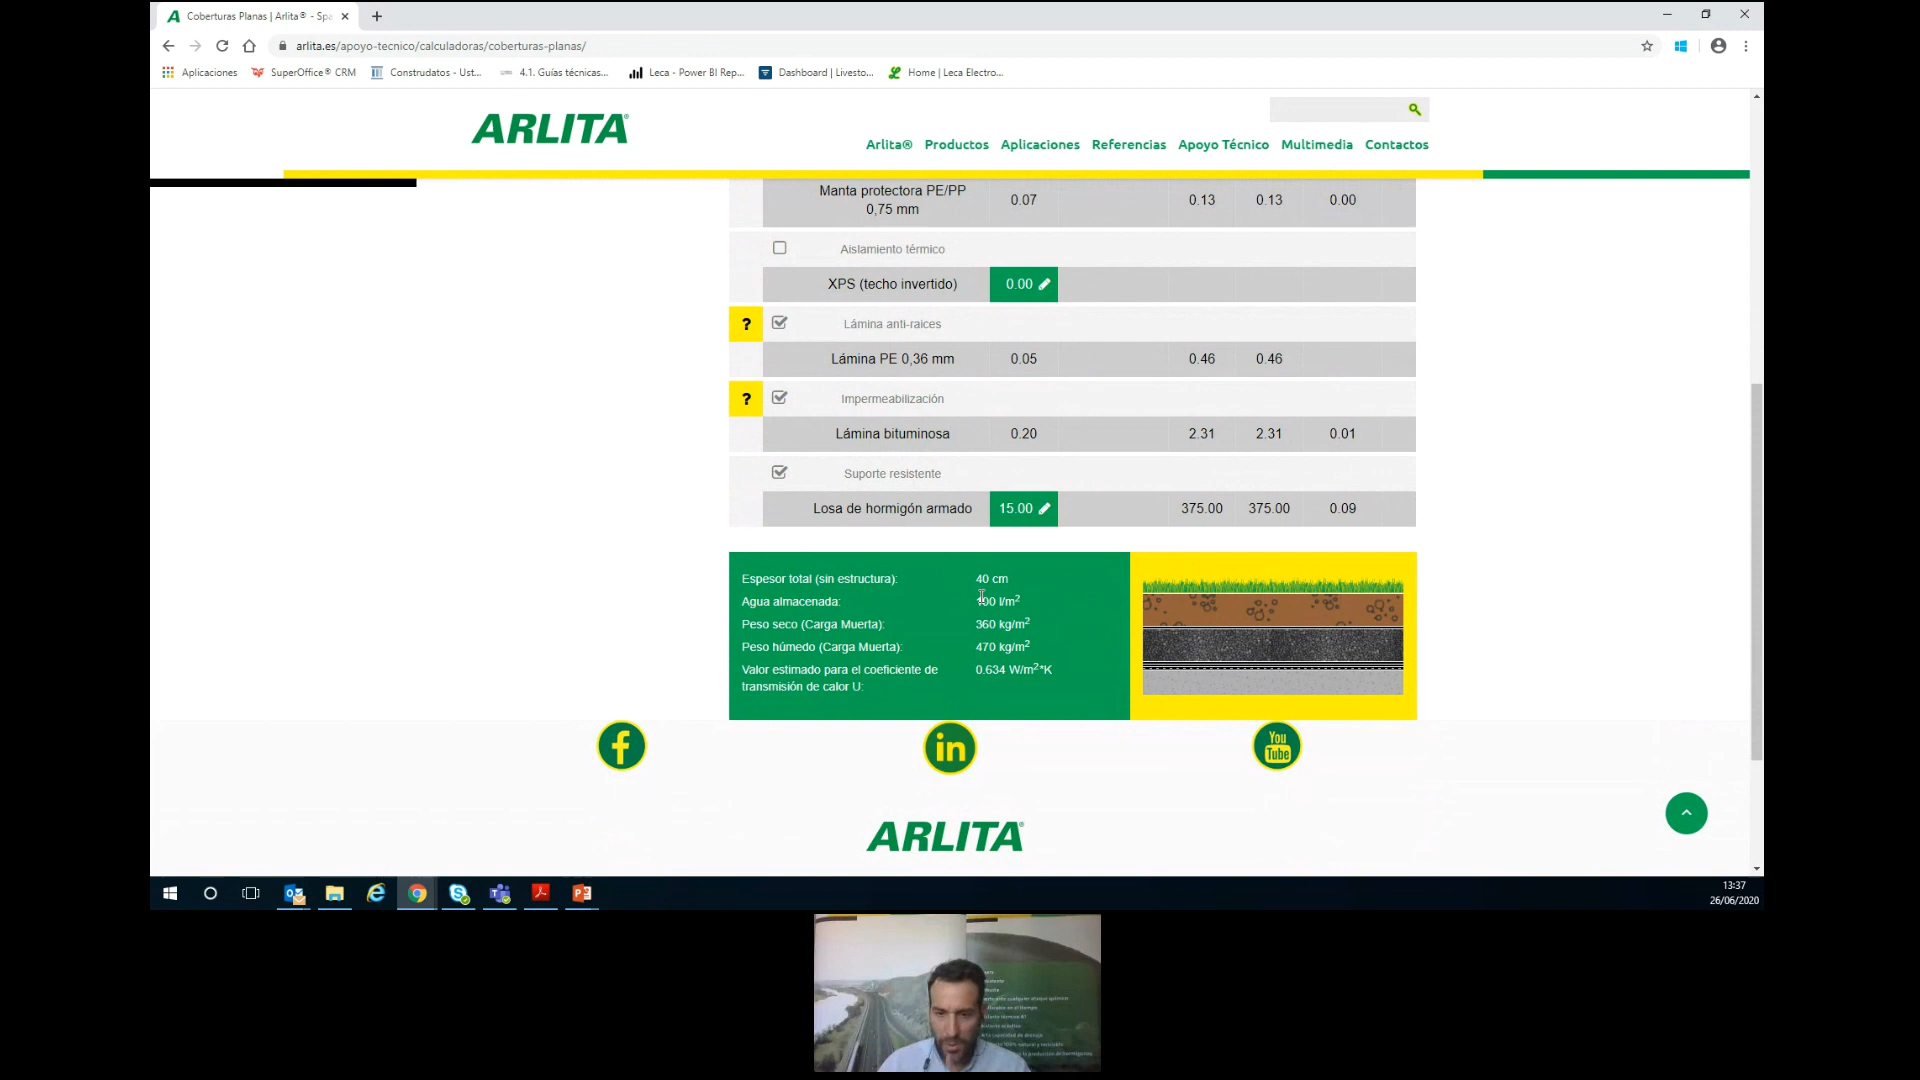 Coberturas Planas | Arlita® - Spa
arlita.es/apoyo-tecnico/calculadoras/coberturas-planas/
Aplicaciones SuperOffice® CRM Construdatos - Ust... 4.1. Guías técnicas... Leca - Power BI Rep... Dashboard | Livesto... Home | Leca Electro...
ARLITA®
Arlita® Productos Aplicaciones Referencias Apoyo Técnico Multimedia Contactos
Manta protectora PE/PP
0,75 mm 0.07 0.13 0.13 0.00
Aislamiento térmico
XPS (techo invertido) 0.00
? Lámina anti-raices
Lámina PE 0,36 mm 0.05 0.46 0.46
? Impermeabilización
Lámina bituminosa 0.20 2.31 2.31 0.01
Suporte resistente
Losa de hormigón armado 15.00 375.00 375.00 0.09
Espesor total (sin estructura): 40 cm
Agua almacenada: l/m²
Peso seco (Carga Muerta): 360 kg/m²
Peso húmedo (Carga Muerta): 470 kg/m²
Valor estimado para el coeficiente de 0.634 W/m²*K
transmisión de calor U:
f in You Tube
ARLITA®
13:37
26/06/2020